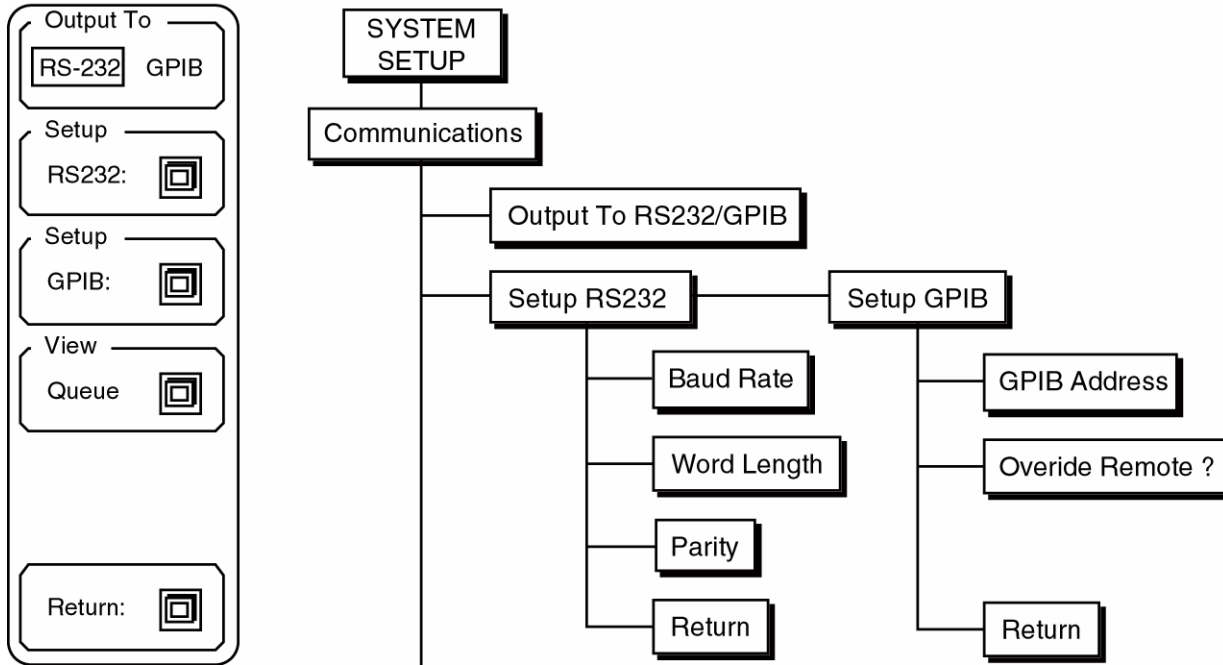 Output To
RS-232 GPIB
Setup
RS232:
Setup
GPIB:
View
Queue
Return:
SYSTEM
SETUP
Communications
Output To RS232/GPIB
Setup RS232
Setup GPIB
Baud Rate
Word Length
Parity
Return
GPIB Address
Overide Remote ?
Return